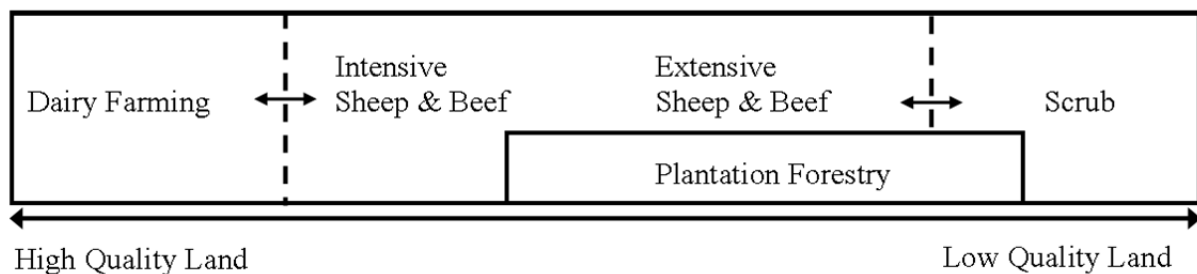 Dairy Farming
Intensive
Sheep & Beef
Extensive
Sheep & Beef
Scrub
Plantation Forestry
High Quality Land
Low Quality Land